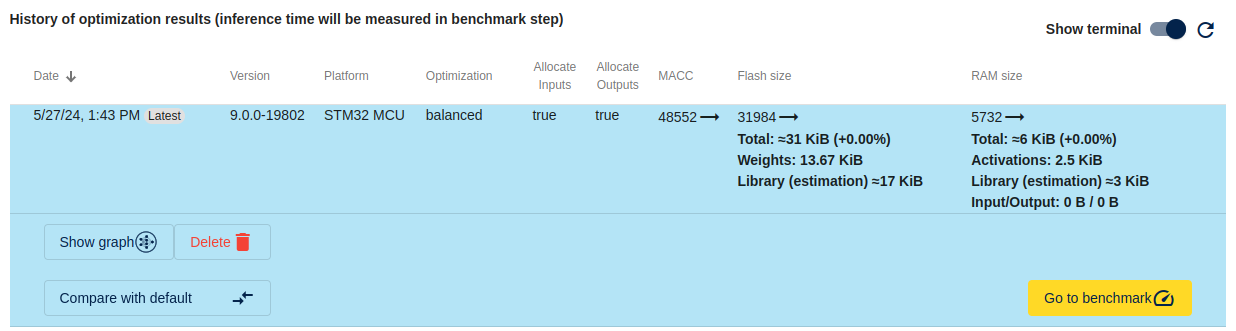 History of optimization results (inference time will be measured in benchmark step)
Show terminal
Date Version Platform Optimization Allocate Inputs Allocate Outputs MACC Flash size RAM size
5/27/24, 1:43 PM Latest 9.0.0-19802 STM32 MCU balanced true true 48552 31984 5732
Total: ≈31 KiB (+0.00%) Total: ≈6 KiB (+0.00%)
Weights: 13.67 KiB Activations: 2.5 KiB
Library (estimation) ≈17 KiB Library (estimation) ≈3 KiB
Input/Output: 0 B / 0 B
Show graph Delete
Compare with default Go to benchmark